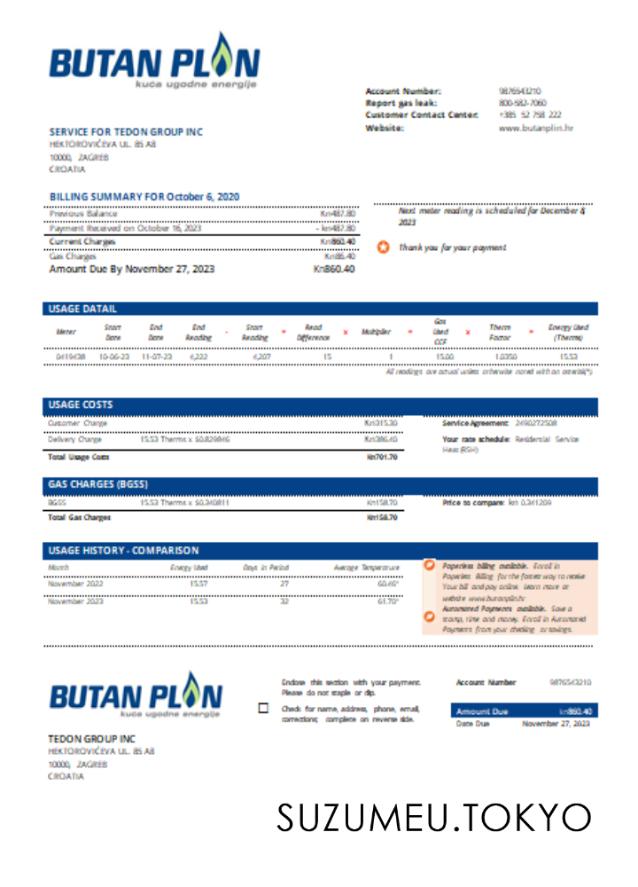 BUTAN PLIN
kuća ugodne energije
Account Number: 9876543210
Report gas leak: 800-582-7060
Customer Contact Center: +385 52 758 222
Website: www.butanplin.hr
SERVICE FOR TEDON GROUP INC
HEKTOROVIĆEVA UL. 85 A8
10000, ZAGREB
CROATIA
BILLING SUMMARY FOR October 6, 2020
Previous Balance Kn487.80
Payment Received on October 16, 2023 - kn487.80
Current Charges Kn860.40
Gas Charges Kn86.40
Amount Due By November 27, 2023 Kn860.40
Next meter reading is scheduled for December 8,
2023
Thank you for your payment
USAGE DATAIL
Meter Start Date End Date End Reading - Start Reading = Read Difference x Multiplier = Gas Used CCF x Therm Factor = Energy Used (Therms)
0419438 10-06-23 11-07-23 4,222 4,207 15 1 15.00 1.0350 15.53
All readings are actual unless otherwise noted with an asterisk(*).
USAGE COSTS
Customer Charge Kn315.30
Delivery Charge 15.53 Therms x $0.829846 Kn386.40
Total Usage Costs Kn701.70
Service Agreement: 2490272508
Your rate schedule: Residential Service
Heat (RSH)
GAS CHARGES (BGSS)
BGSS 15.53 Therms x $0.340811 Kn158.70
Total Gas Charges Kn158.70
Price to compare: kn 0.341209
USAGE HISTORY - COMPARISON
Month Energy Used Days in Period Average Temperature
November 2022 15.57 27 60.46°
November 2023 15.53 32 61.70°
Paperless billing available. Enroll in
Paperless Billing for the fastest way to receive
Your bill and pay online. Learn more at
website www.butanplin.hr
Automated Payments available. Save a
stamp, time and money. Enroll in Automated
Payments from your checking or savings.
BUTAN PLIN
kuća ugodne energije
Enclose this section with your payment.
Please do not staple or clip.
Check for name, address, phone, email,
corrections; complete on reverse side.
Account Number 9876543210
Amount Due kn860.40
Date Due November 27, 2023
TEDON GROUP INC
HEKTOROVIĆEVA UL. 85 A8
10000, ZAGREB
CROATIA
SUZUMEU.TOKYO